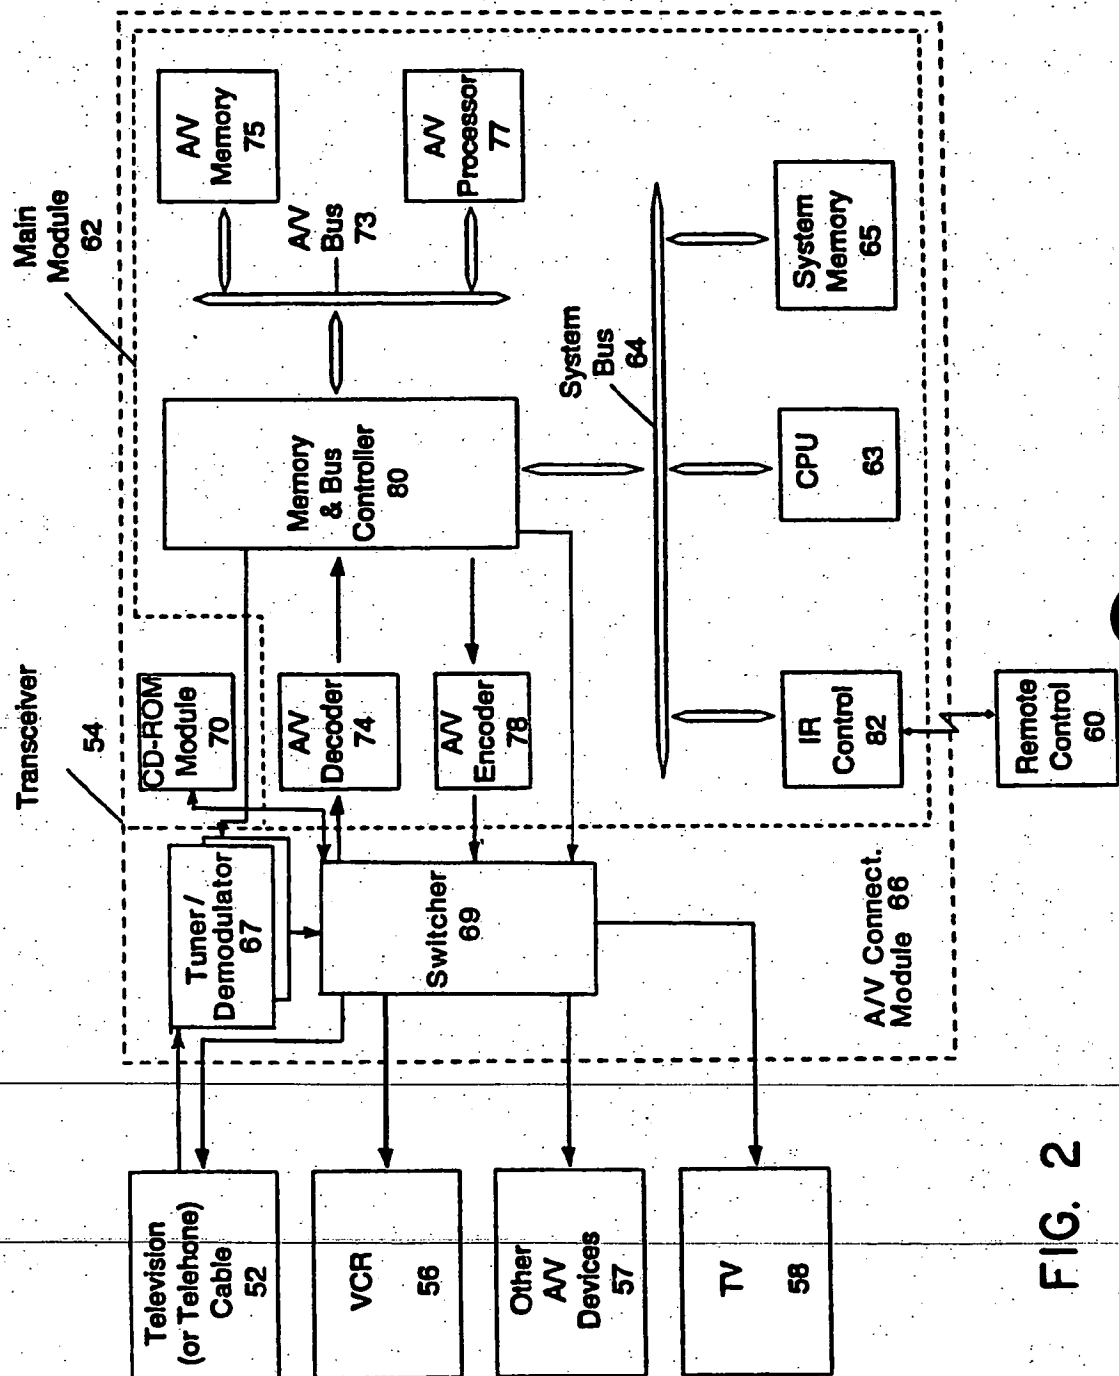 Television
(or Telehone)
Cable
52
VCR
56
Other
A/V
Devices
57
TV
58
Transceiver
54
Tuner/
Demodulator
67
Switcher
69
A/V Connect.
Module 66
Main
Module
62
CD-ROM
Module
70
A/V
Decoder
74
A/V
Encoder
78
Memory
& Bus
Controller
80
A/V
Bus
73
A/V
Memory
75
A/V
Processor
77
System
Bus
64
IR
Control
82
CPU
63
System
Memory
65
Remote
Control
60
FIG. 2